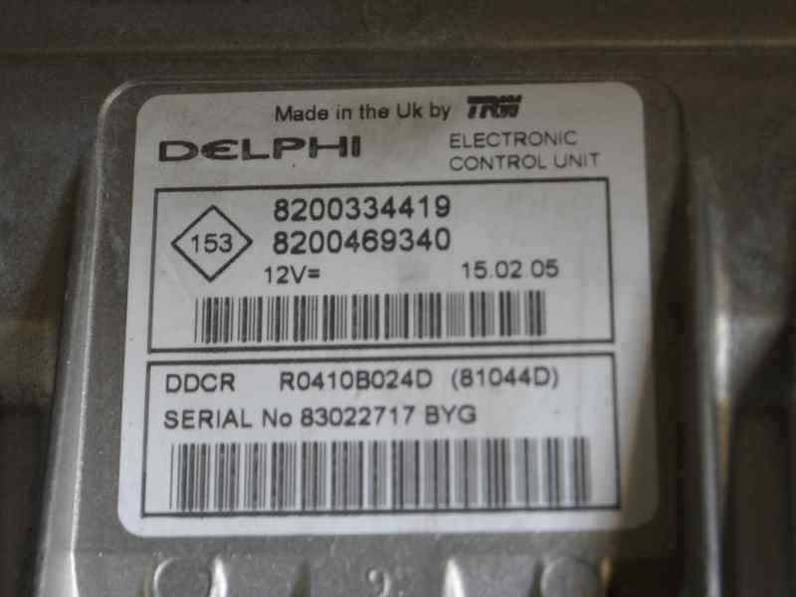 Made in the Uk by TRW
DELPHI
ELECTRONIC
CONTROL UNIT
153
8200334419
8200469340
12V=
15.02 05
DDCR R0410B024D (81044D)
SERIAL No 83022717 BYG